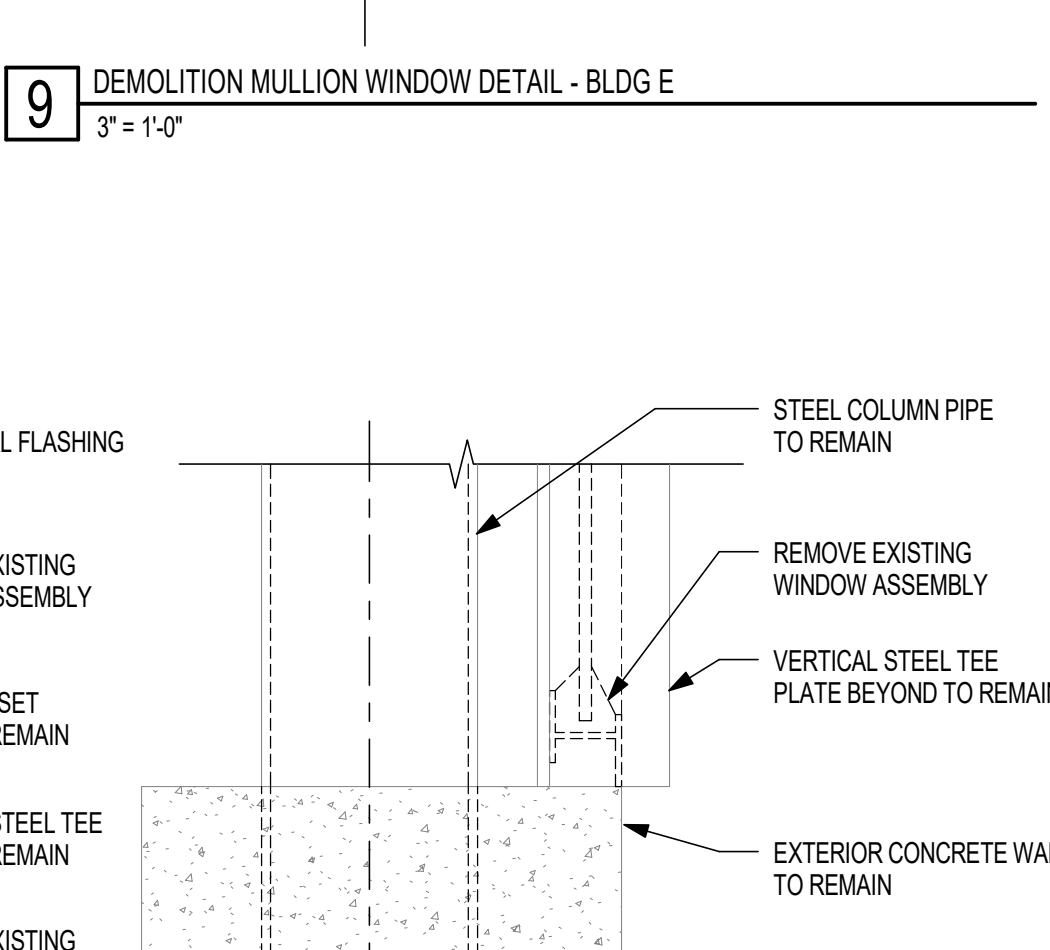 9
DEMOLITION MULLION WINDOW DETAIL - BLDG E
3" = 1'-0"
L FLASHING
XISTING
SSEMBLY
SET
REMAIN
STEEL TEE
REMAIN
XISTING
STEEL COLUMN PIPE
TO REMAIN
REMOVE EXISTING
WINDOW ASSEMBLY
VERTICAL STEEL TEE
PLATE BEYOND TO REMAIN
EXTERIOR CONCRETE WA
TO REMAIN